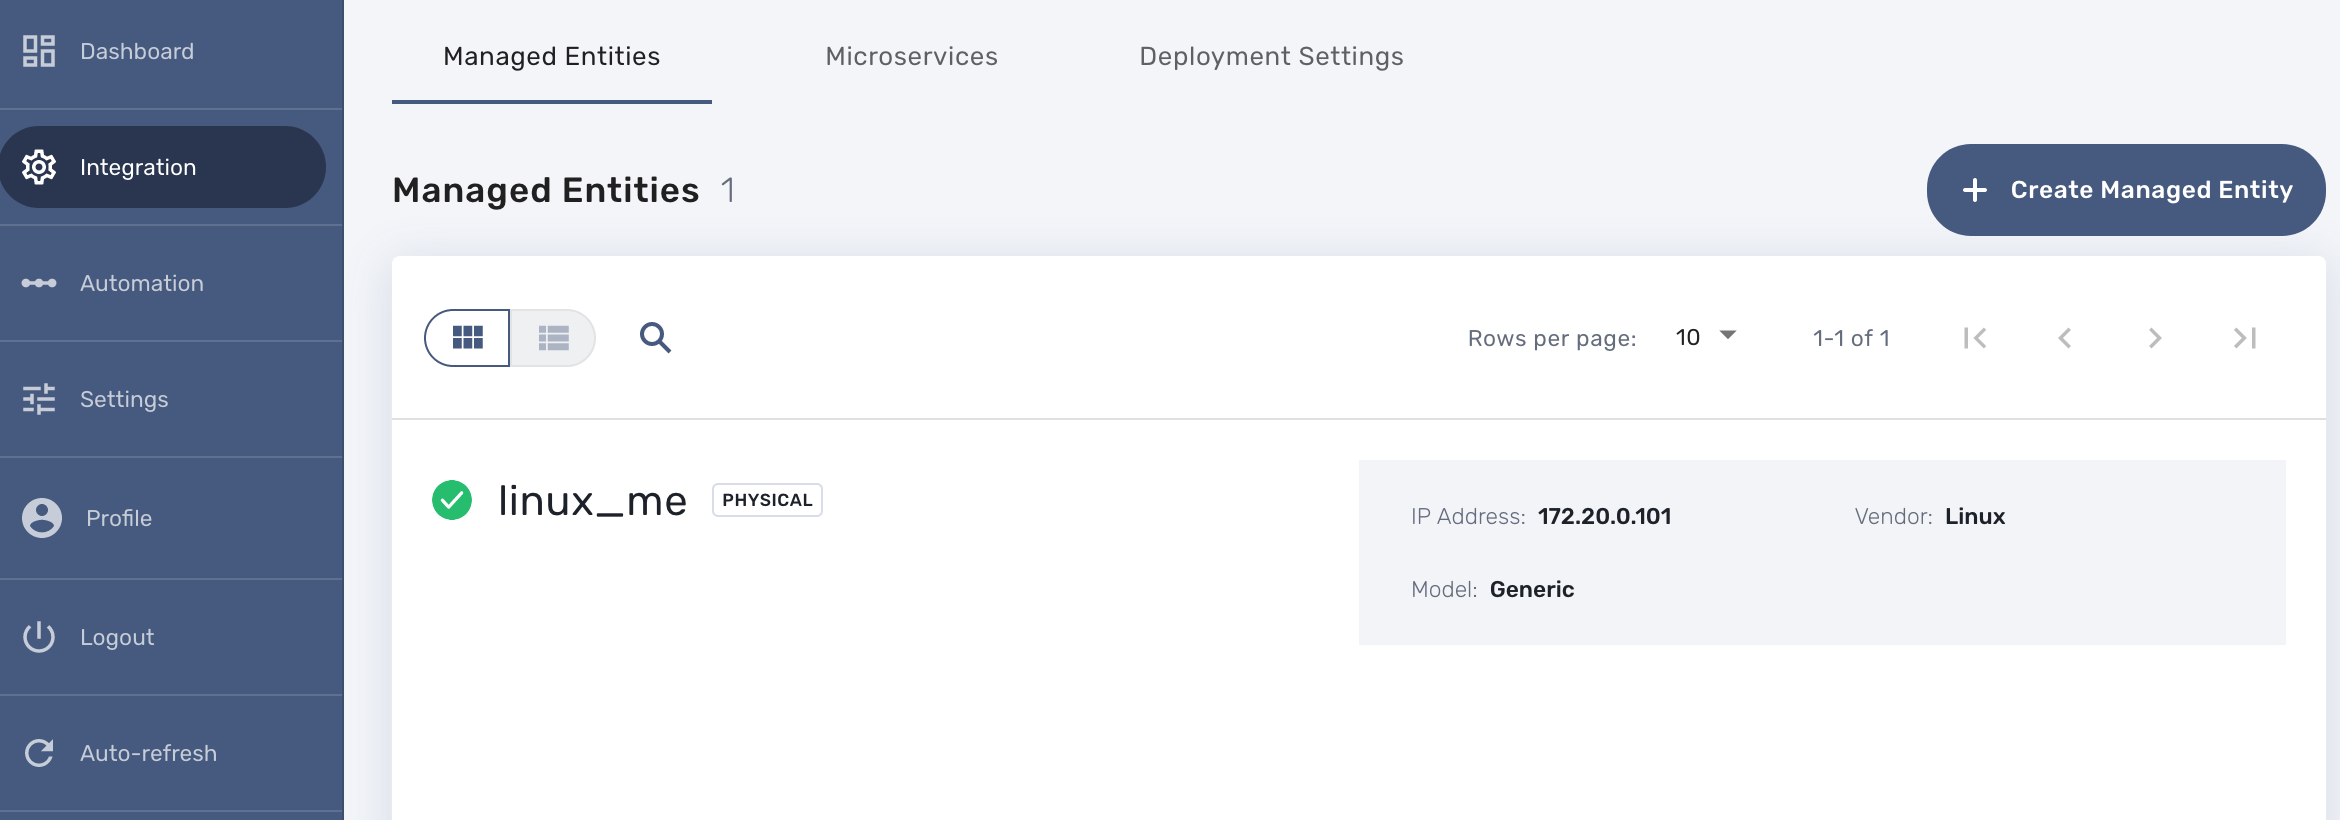 Dashboard
Integration
Automation
Settings
Profile
Logout
Auto-refresh
Managed Entities
Microservices
Deployment Settings
Managed Entities 1
Create Managed Entity
Rows per page: 10
1-1 of 1
linux_me
PHYSICAL
IP Address: 172.20.0.101
Vendor: Linux
Model: Generic